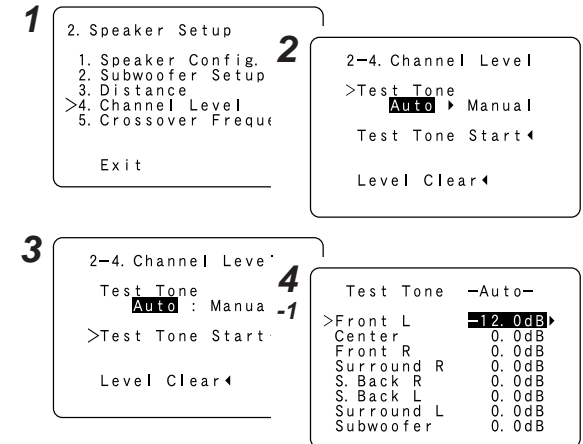 1
2. Speaker Setup
1. Speaker Config.
2. Subwoofer Setup
3. Distance
>4. Channel Level
5. Crossover Freque
Exit
2
2-4. Channel Level
>Test Tone
Auto ▸ Manual
Test Tone Start◂
Level Clear◂
3
2-4. Channel Leve
Test Tone
Auto : Manua
>Test Tone Start
Level Clear◂
4
-1
Test Tone -Auto-
>Front L -12. 0dB▸
Center 0. 0dB
Front R 0. 0dB
Surround R 0. 0dB
S. Back R 0. 0dB
S. Back L 0. 0dB
Surround L 0. 0dB
Subwoofer 0. 0dB